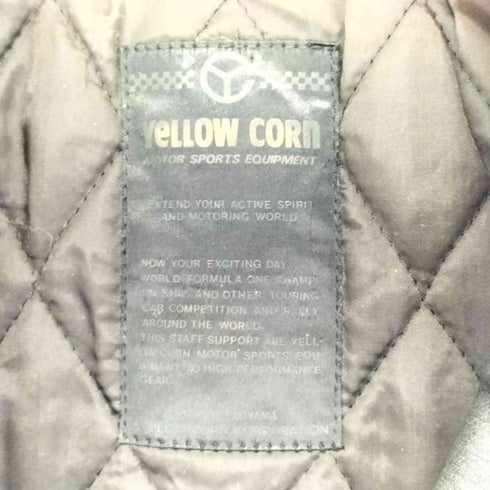 YeLLOW CORn
MOTOR SPORTS EQUIPMENT
EXTEND YOUR ACTIVE SPIRIT
AND MOTORING WORLD
NOW YOUR EXCITING DAY
WORLD FORMULA ONE CHAMP
ON SHIP AND OTHER TOURING
CAR COMPETITION AND RALLY
AROUND THE WORLD.
THIS STAFF SUPPORT ARE YELL-
OW CORN MOTOR SPORTS EQU-
IPMENT TO HIGH PERFORMANCE
GEAR.
CORPORATION